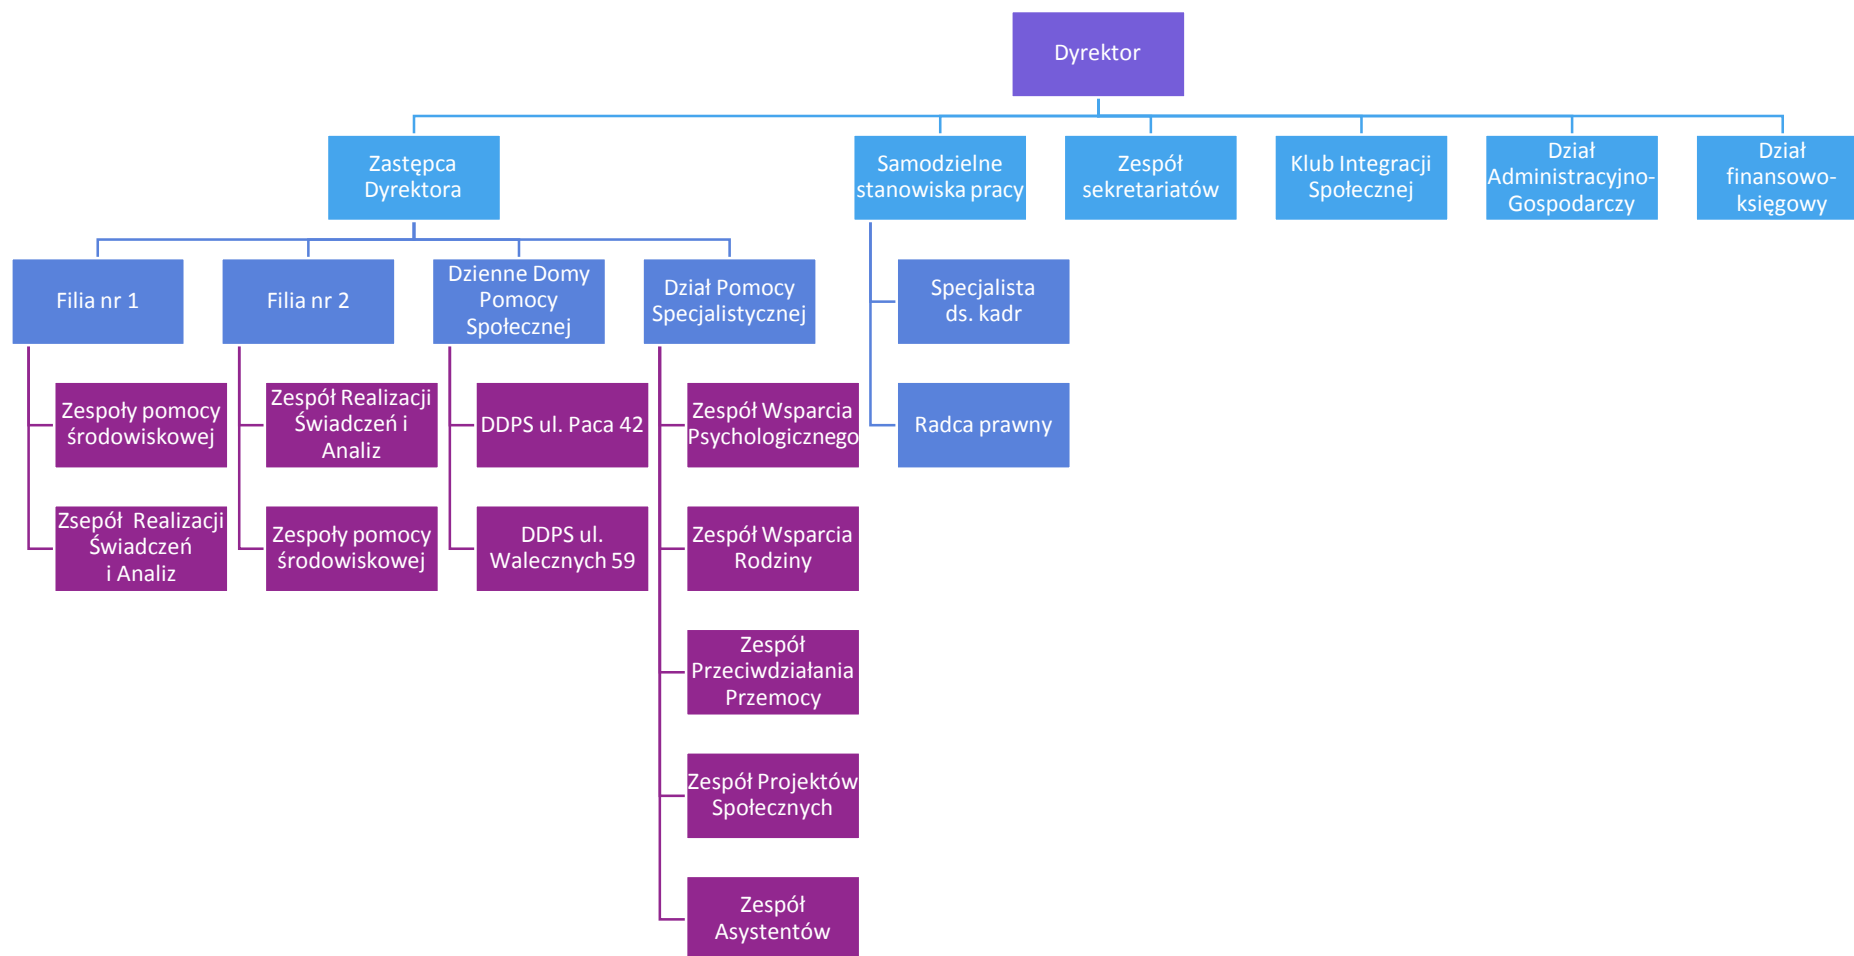 Dyrektor
Zastępca
Dyrektora
Samodzielne
stanowiska pracy
Zespół
sekretariatów
Klub Integracji
Społecznej
Dział
Administracyjno-
Gospodarczy
Dział
finansowo-
księgowy
Filia nr 1
Filia nr 2
Dzienne Domy
Pomocy
Społecznej
Dział Pomocy
Specjalistycznej
Specjalista
ds. kadr
Zespoły pomocy
środowiskowej
Zespół Realizacji
Świadczeń i
Analiz
DDPS ul. Paca 42
Zespół Wsparcia
Psychologicznego
Radca prawny
Zsepół  Realizacji
Świadczeń
i Analiz
Zespoły pomocy
środowiskowej
DDPS ul.
Walecznych 59
Zespół Wsparcia
Rodziny
Zespół
Przeciwdziałania
Przemocy
Zespół Projektów
Społecznych
Zespół
Asystentów